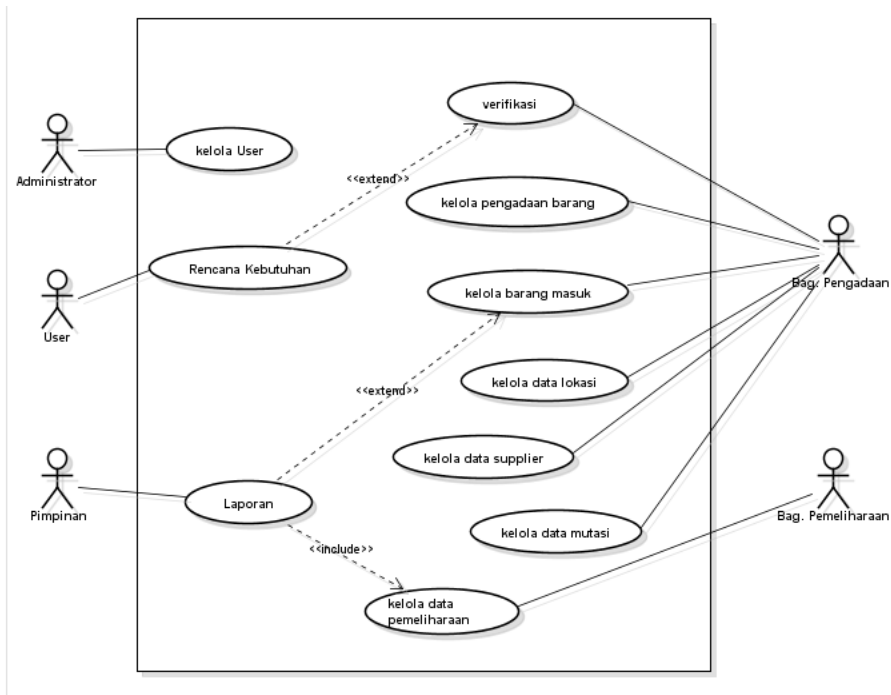 verifikasi
Administrator
kelola User
<<extend>>
kelola pengadaan barang
Rencana Kebutuhan
User
Bag. Pengadaan
kelola barang masuk
<<extend>>
kelola data lokasi
kelola data supplier
Pimpinan
Laporan
Bag. Pemeliharaan
kelola data mutasi
<<include>>
kelola data
pemeliharaan